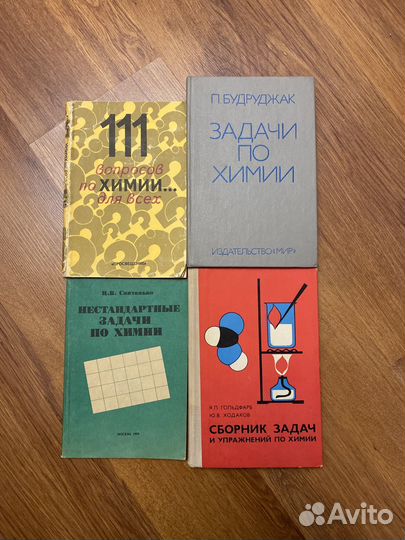 111
вопросов
по ХИМИИ...
для всех
«ПРОСВЕЩЕНИЕ»
П. БУДРУДЖАК
ЗАДАЧИ
ПО
ХИМИИ
ИЗДАТЕЛЬСТВО «МИР»
НЕСТАНДАРТНЫЕ
ЗАДАЧИ
ПО ХИМИИ
Я.Л. ГОЛЬДФАРБ
Ю.В. ХОДАКОВ
СБОРНИК ЗАДАЧ
И УПРАЖНЕНИЙ ПО ХИМИИ
Avito